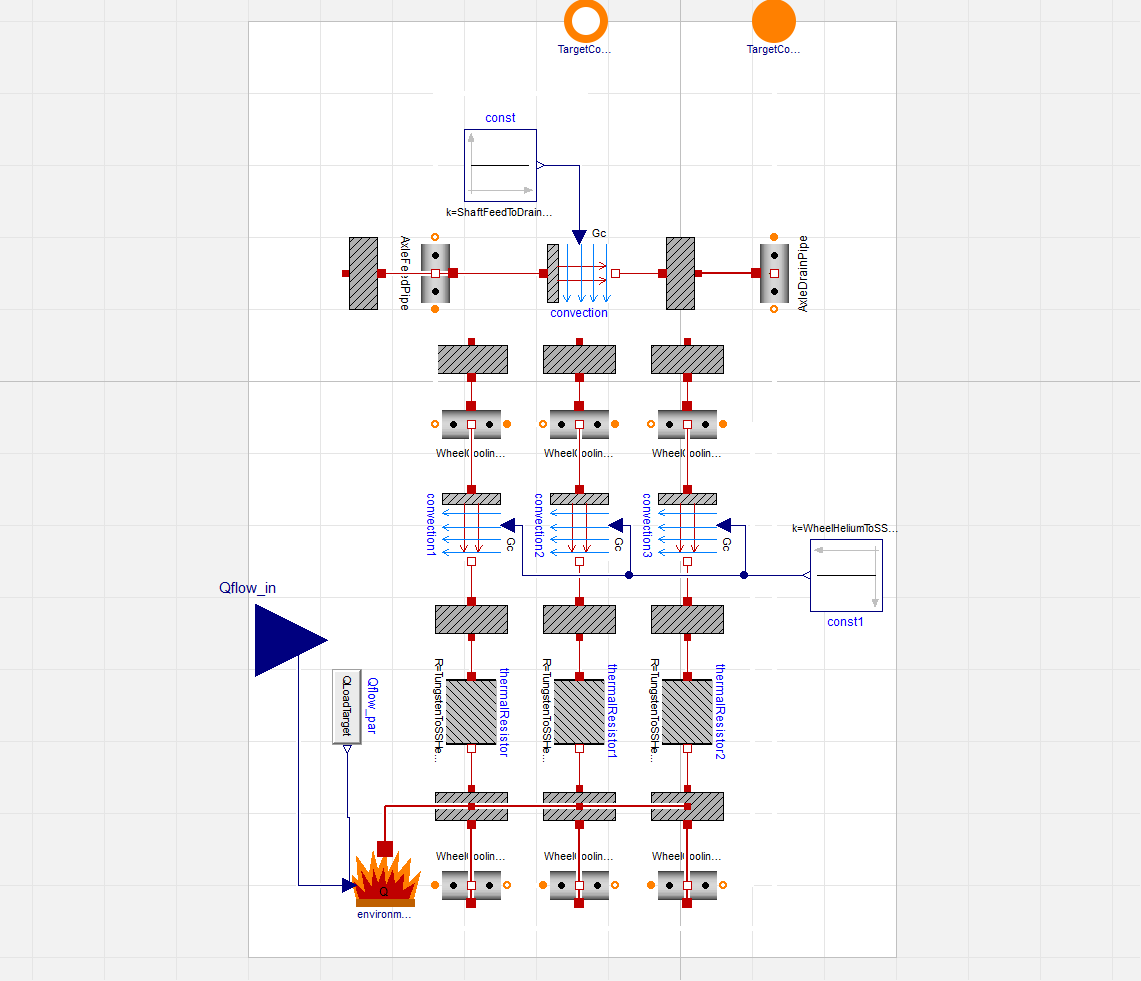 TargetCo...
TargetCo...
const
k=ShaftFeedToDrain...
Gc
AxleFeedPipe
AxleDrainPipe
convection
WheelCoolin...
WheelCoolin...
WheelCoolin...
k=WheelHeliumToSS...
convection1
Gc
convection2
Gc
convection3
Gc
Qflow_in
const1
R=TungstenToSSHe...
thermalResistor
R=TungstenToSSHe...
thermalResistor1
R=TungstenToSSHe...
thermalResistor2
QLoadTarget
Qflow_par
WheelCoolin...
WheelCoolin...
WheelCoolin...
Q
environm...